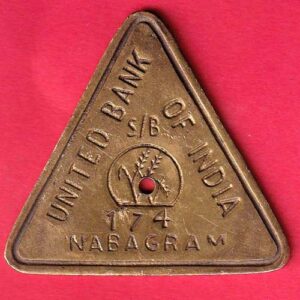 UNITED BANK OF INDIA
S/B
174
NABAGRAM